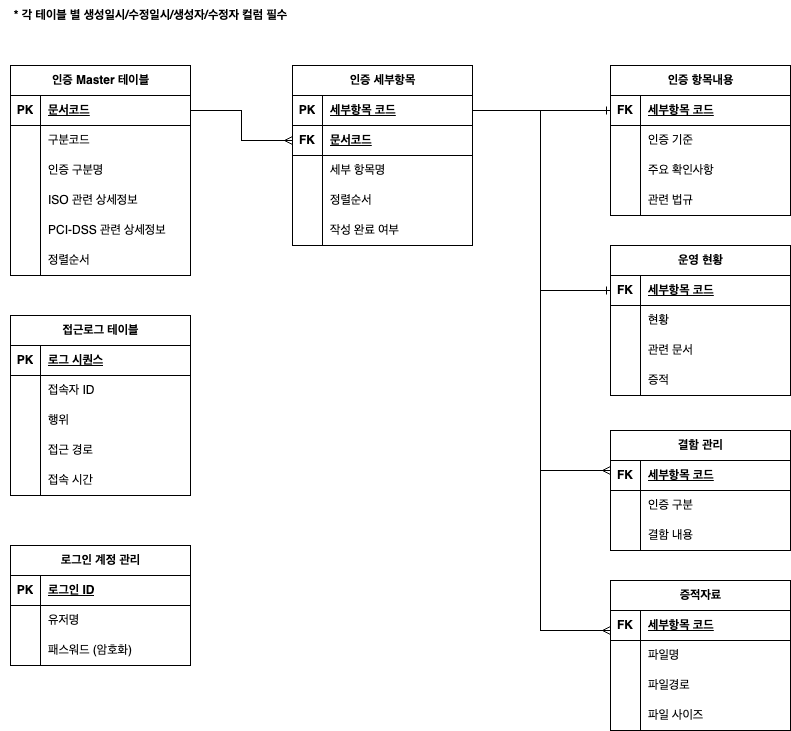 * 각 테이블 별 생성일시/수정일시/생성자/수정자 컬럼 필수
인증 Master 테이블
PK 문서코드
구분코드
인증 구분명
ISO 관련 상세정보
PCI-DSS 관련 상세정보
정렬순서
접근로그 테이블
PK 로그 시퀀스
접속자 ID
행위
접근 경로
접속 시간
로그인 계정 관리
PK 로그인 ID
유저명
패스워드 (암호화)
인증 세부항목
PK 세부항목 코드
FK 문서코드
세부 항목명
정렬순서
작성 완료 여부
인증 항목내용
FK 세부항목 코드
인증 기준
주요 확인사항
관련 법규
운영 현황
FK 세부항목 코드
현황
관련 문서
증적
결함 관리
FK 세부항목 코드
인증 구분
결함 내용
증적자료
FK 세부항목 코드
파일명
파일경로
파일 사이즈